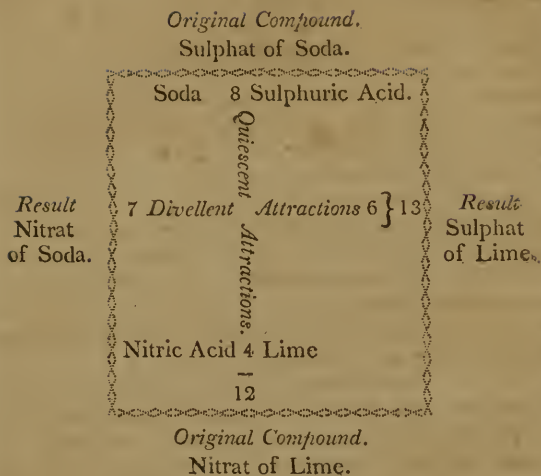 Original Compound.
Sulphat of Soda.
Soda 8 Sulphuric Acid.
Quiescent Attractions.
Result
Nitrat
of Soda.
7 Divellent Attractions 6 } 13
Result
Sulphat
of Lime.
Nitric Acid 4 Lime
12
Original Compound.
Nitrat of Lime.